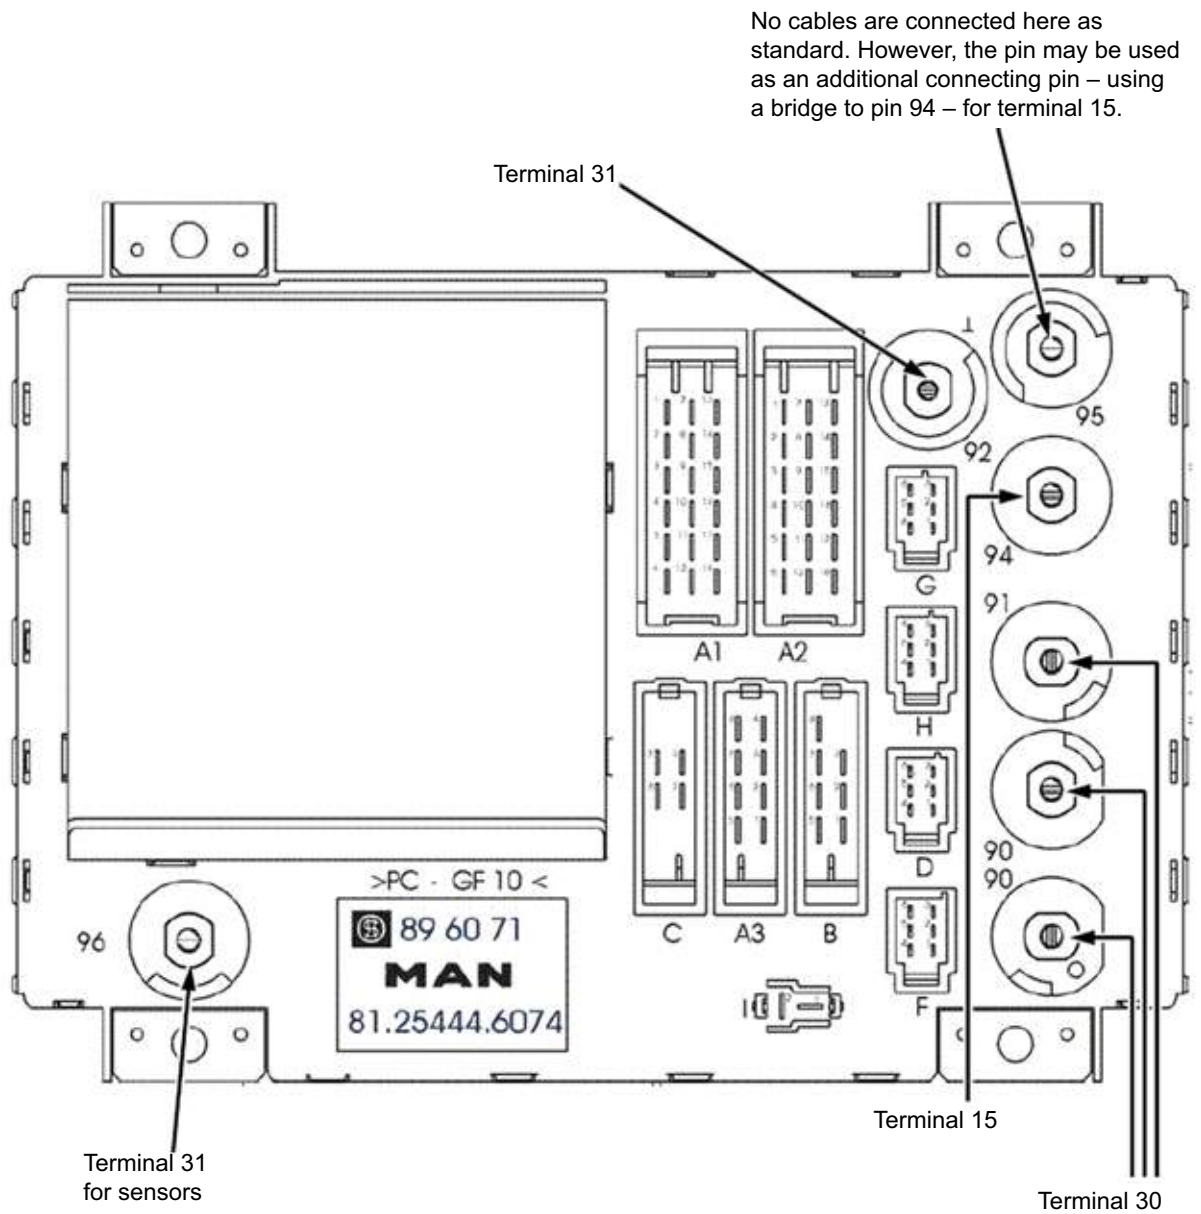 No cables are connected here as
standard. However, the pin may be used
as an additional connecting pin – using
a bridge to pin 94 – for terminal 15.
Terminal 31
95
92
94
G
91
A1 A2
H
90
90
D
>PC - GF 10 <
C A3 B
96
89 60 71
MAN
81.25444.6074
F
Terminal 15
Terminal 31
for sensors
Terminal 30